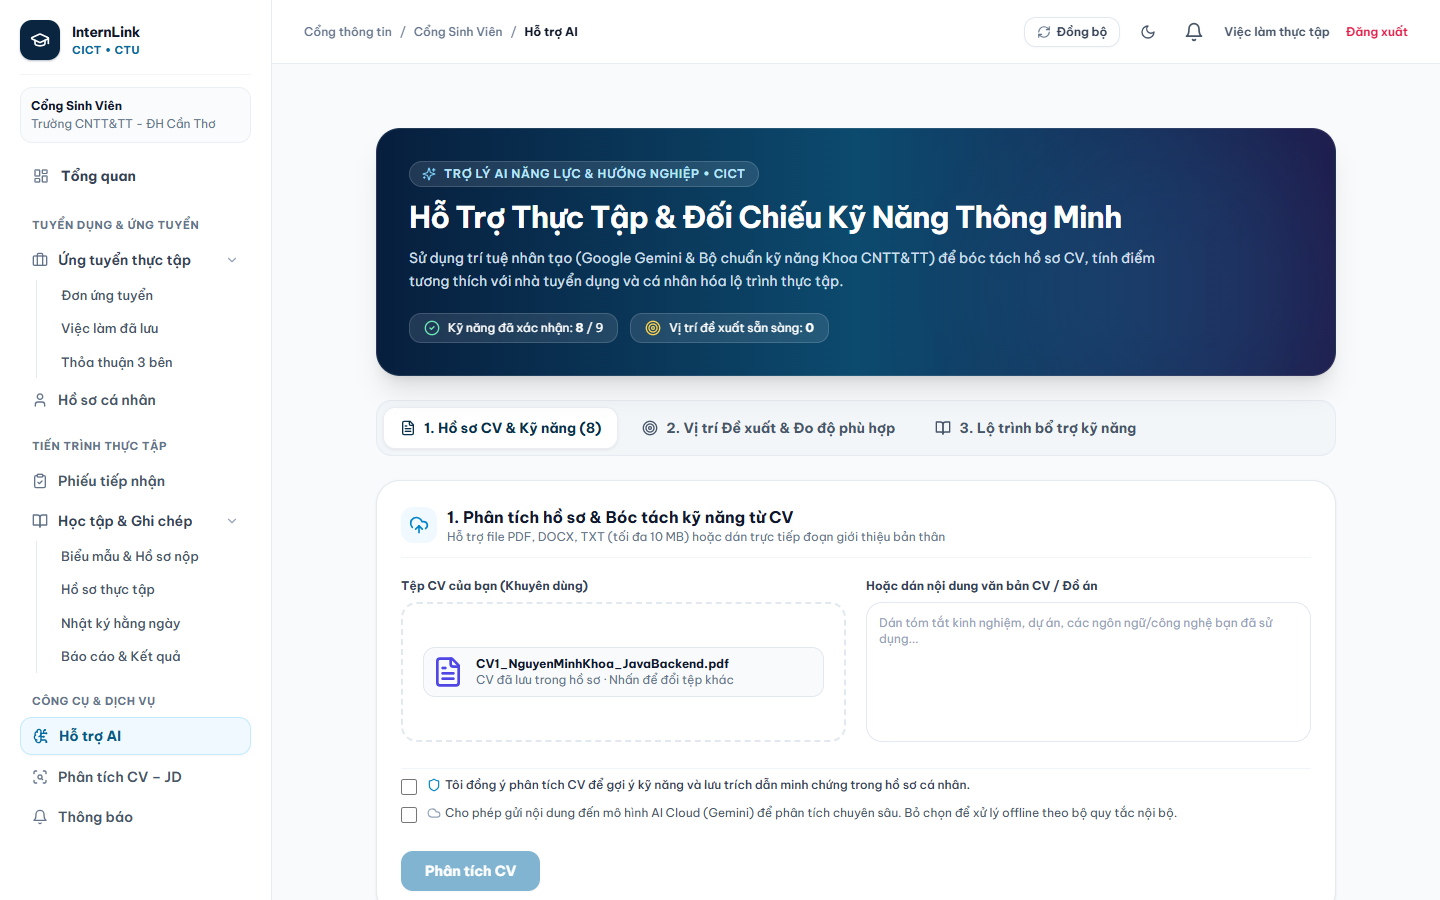 InternLink
CICT • CTU
Cổng Sinh Viên
Trường CNTT&TT - ĐH Cần Thơ
Tổng quan
TUYỂN DỤNG & ỨNG TUYỂN
Ứng tuyển thực tập
Đơn ứng tuyển
Việc làm đã lưu
Thỏa thuận 3 bên
Hồ sơ cá nhân
TIẾN TRÌNH THỰC TẬP
Phiếu tiếp nhận
Học tập & Ghi chép
Biểu mẫu & Hồ sơ nộp
Hồ sơ thực tập
Nhật ký hằng ngày
Báo cáo & Kết quả
CÔNG CỤ & DỊCH VỤ
Hỗ trợ AI
Phân tích CV – JD
Thông báo
Cổng thông tin / Cổng Sinh Viên / Hỗ trợ AI
Đồng bộ
Việc làm thực tập
Đăng xuất
TRỢ LÝ AI NĂNG LỰC & HƯỚNG NGHIỆP • CICT
Hỗ Trợ Thực Tập & Đối Chiếu Kỹ Năng Thông Minh
Sử dụng trí tuệ nhân tạo (Google Gemini & Bộ chuẩn kỹ năng Khoa CNTT&TT) để bóc tách hồ sơ CV, tính điểm
tương thích với nhà tuyển dụng và cá nhân hóa lộ trình thực tập.
Kỹ năng đã xác nhận: 8 / 9
Vị trí đề xuất sẵn sàng: 0
1. Hồ sơ CV & Kỹ năng (8)
2. Vị trí Đề xuất & Đo độ phù hợp
3. Lộ trình bổ trợ kỹ năng
1. Phân tích hồ sơ & Bóc tách kỹ năng từ CV
Hỗ trợ file PDF, DOCX, TXT (tối đa 10 MB) hoặc dán trực tiếp đoạn giới thiệu bản thân
Tệp CV của bạn (Khuyên dùng)
CV1_NguyenMinhKhoa_JavaBackend.pdf
CV đã lưu trong hồ sơ · Nhấn để đổi tệp khác
Hoặc dán nội dung văn bản CV / Đồ án
Dán tóm tắt kinh nghiệm, dự án, các ngôn ngữ/công nghệ bạn đã sử
dụng...
Tôi đồng ý phân tích CV để gợi ý kỹ năng và lưu trích dẫn minh chứng trong hồ sơ cá nhân.
Cho phép gửi nội dung đến mô hình AI Cloud (Gemini) để phân tích chuyên sâu. Bỏ chọn để xử lý offline theo bộ quy tắc nội bộ.
Phân tích CV